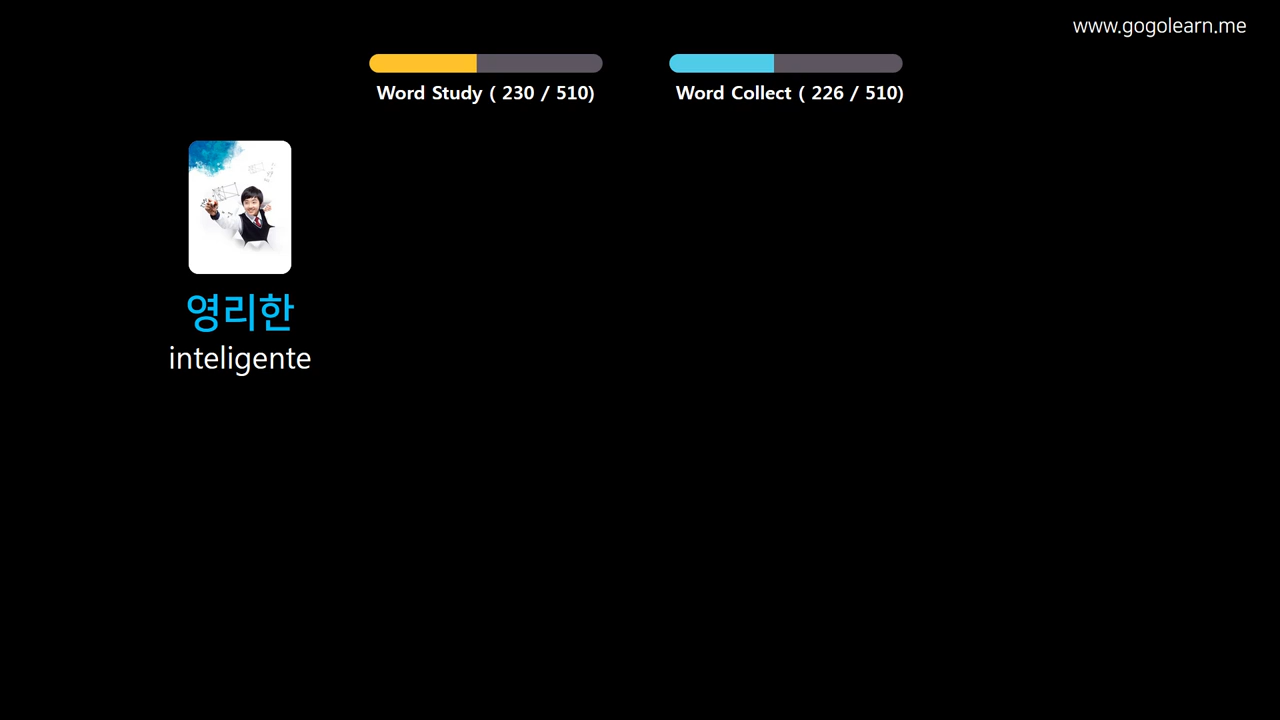 www.gogolearn.me
Word Study ( 230 / 510)
Word Collect ( 226 / 510)
영리한
inteligente